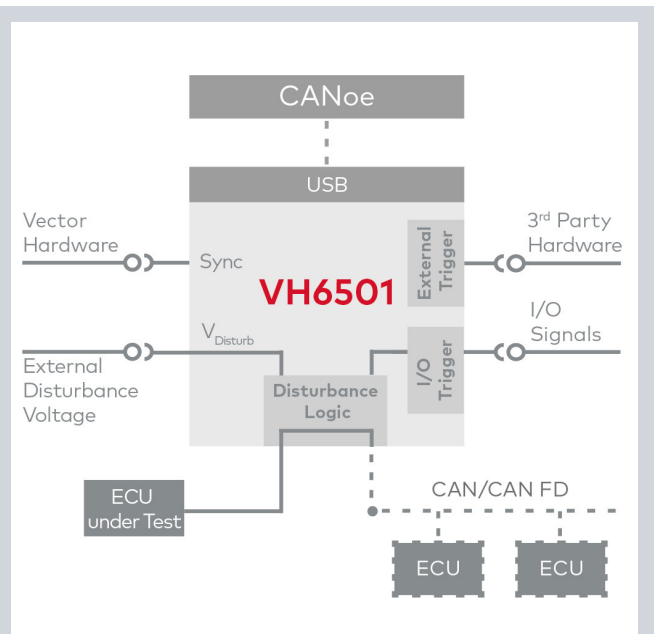 CANoe
USB
Vector
Hardware
Sync
External
Trigger
3rd Party
Hardware
VH6501
I/O
Signals
VDisturb
I/O
Trigger
External
Disturbance
Voltage
Disturbance
Logic
ECU
under Test
CAN/CAN FD
ECU
ECU